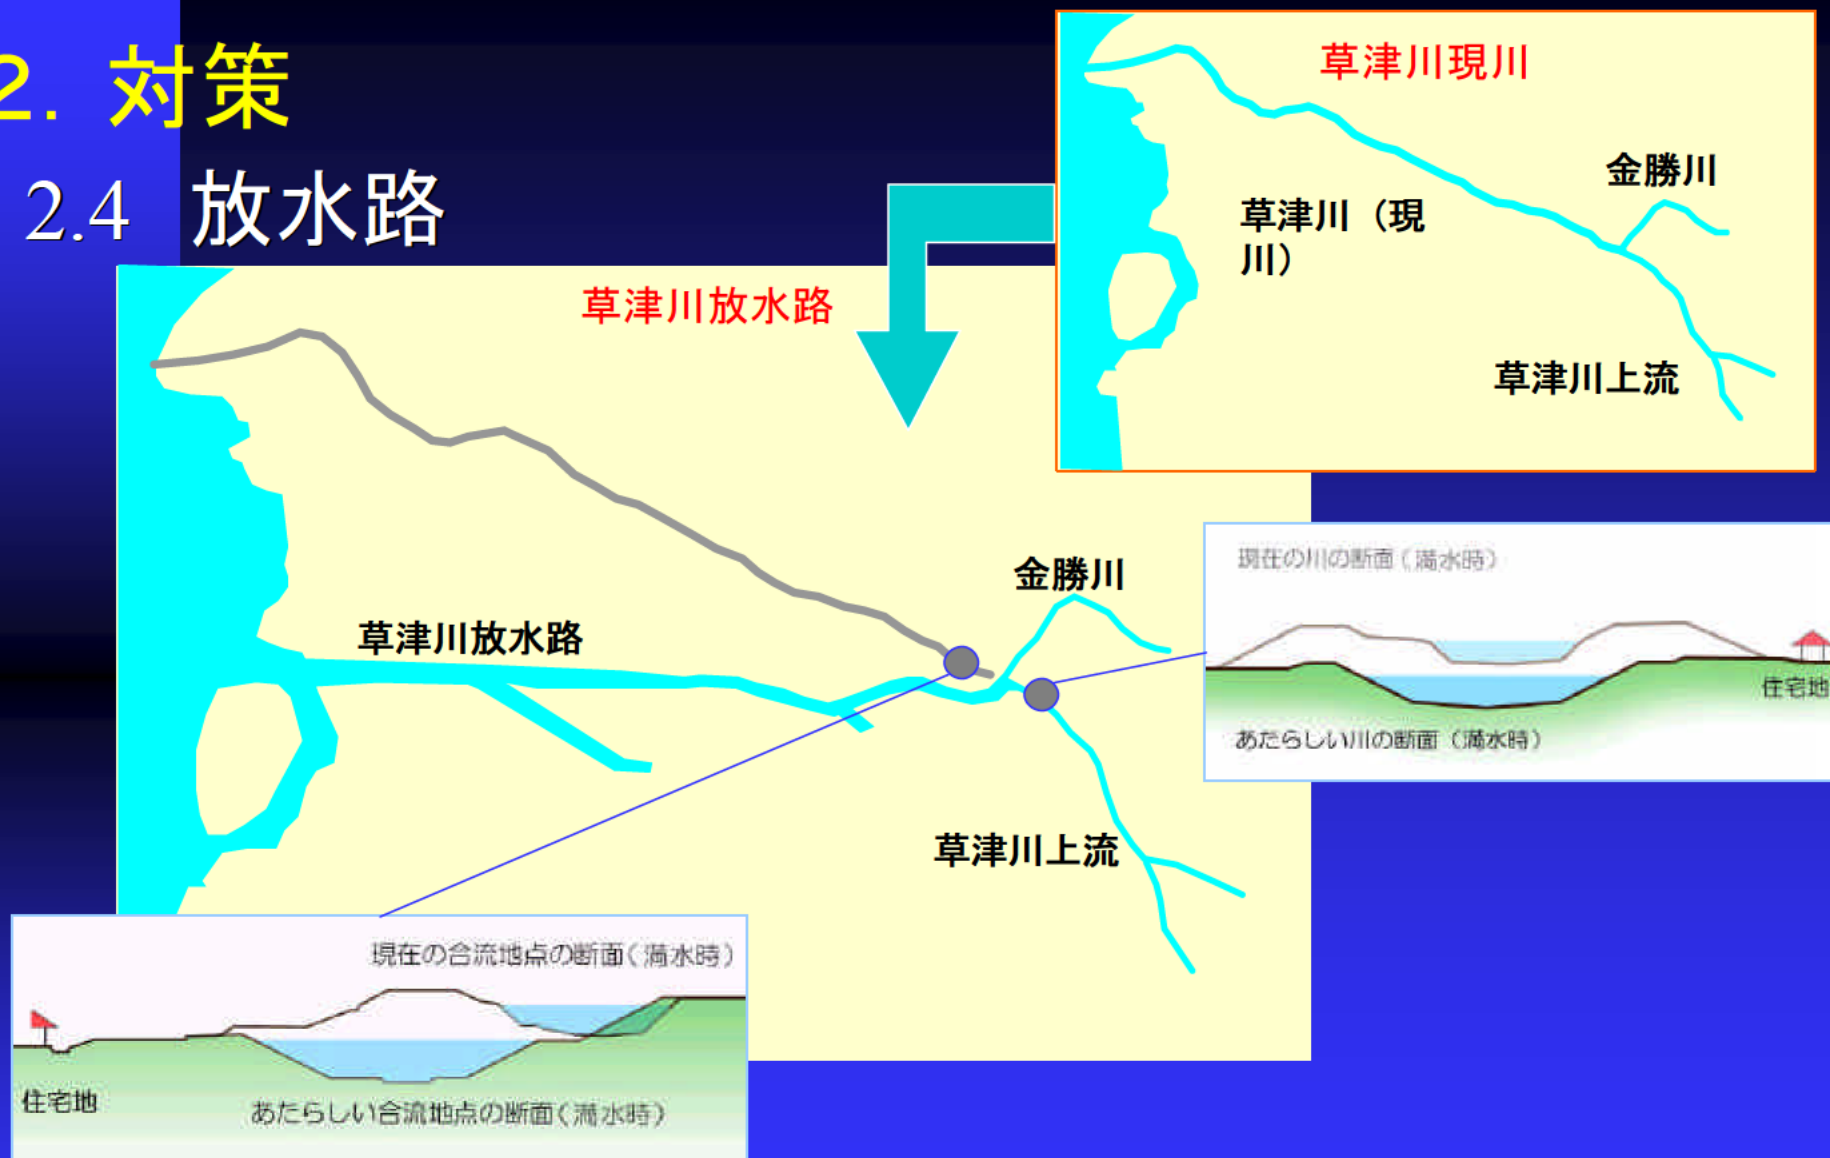 2. 対策
2.4 放水路
草津川現川
金勝川
草津川（現
川）
草津川上流
草津川放水路
金勝川
草津川放水路
草津川上流
現在の川の断面（満水時）
住宅地
あたらしい川の断面（満水時）
現在の合流地点の断面（満水時）
住宅地
あたらしい合流地点の断面（満水時）